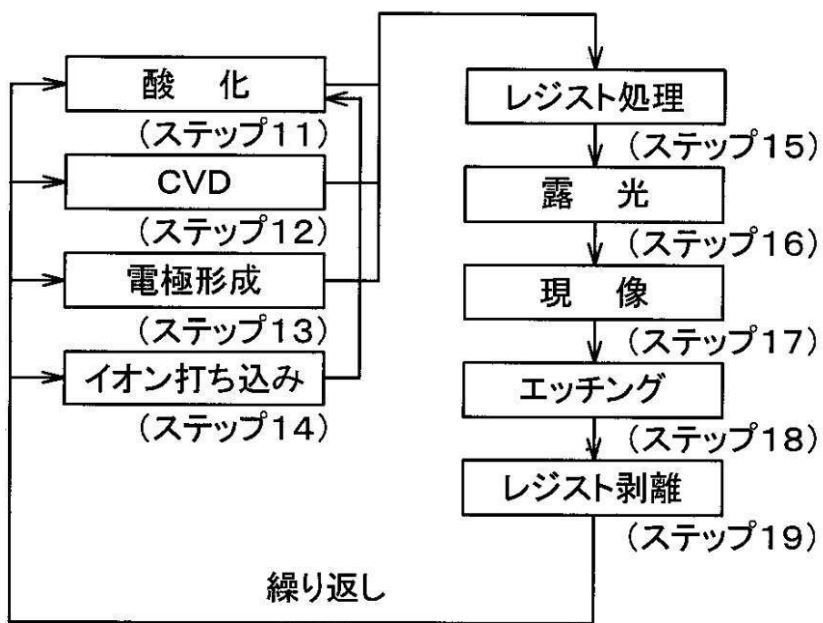 酸 化
(ステップ11)
CVD
(ステップ12)
電極形成
(ステップ13)
イオン打ち込み
(ステップ14)
レジスト処理
(ステップ15)
露 光
(ステップ16)
現 像
(ステップ17)
エッチング
(ステップ18)
レジスト剥離
(ステップ19)
繰り返し